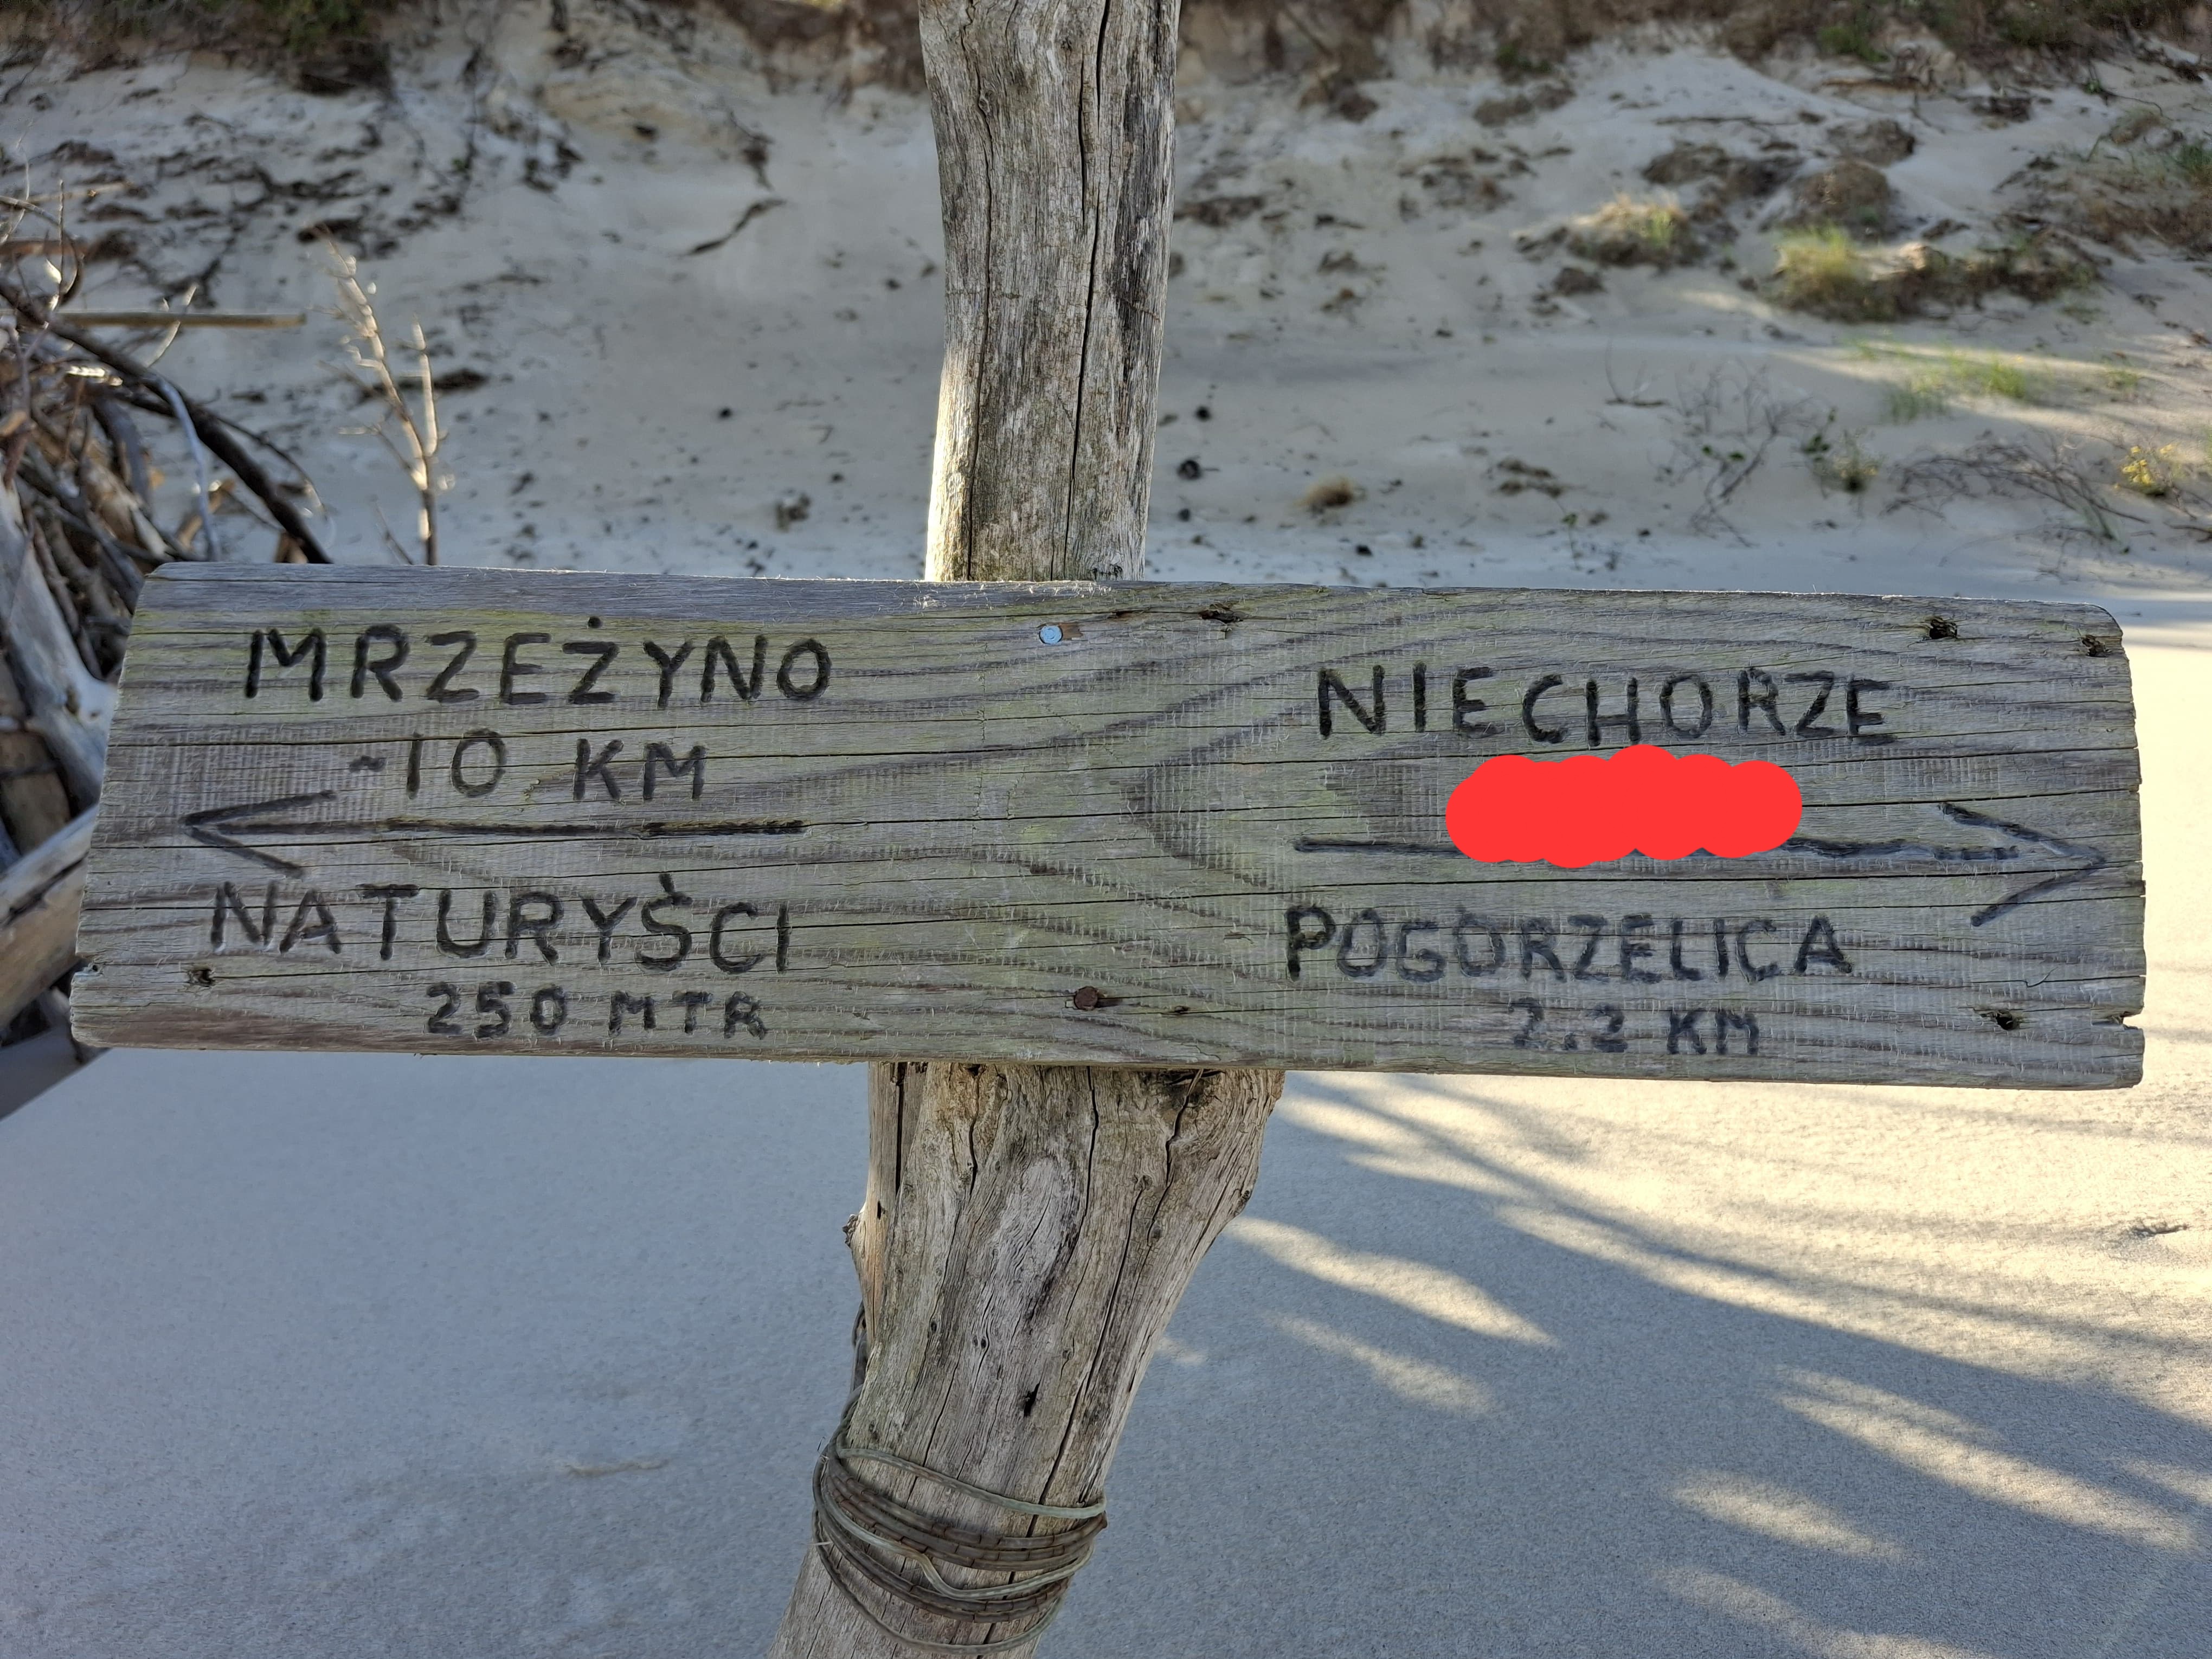 MRZEŻYNO
~10 KM
NATURYŚCI
250 MTR
NIECHORZE
POGORZELICA
2.2 KM